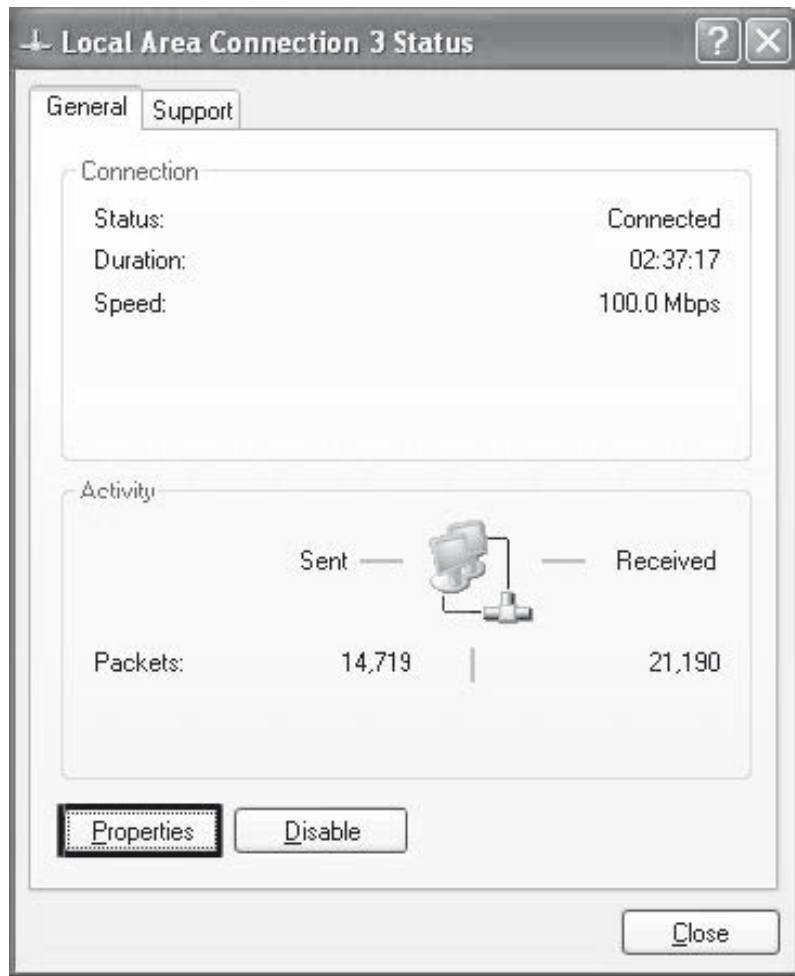 Local Area Connection 3 Status
General Support
Connection
Status: Connected
Duration: 02:37:17
Speed: 100.0 Mbps
Activity
Sent Received
Packets: 14,719 21,190
Properties Disable
Close